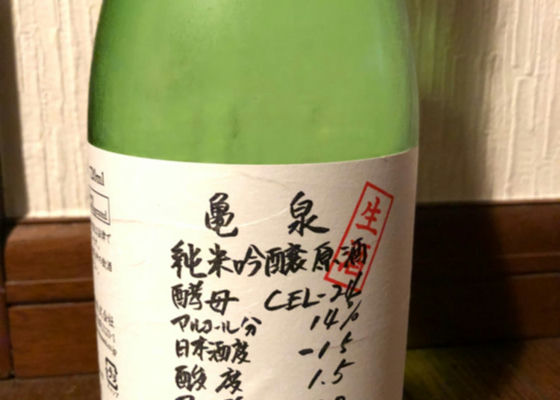 亀 泉
純米吟醸原酒
生酒
酵母 CEL-24
アルコール分 14%
日本酒度 -15
酸度 1.5